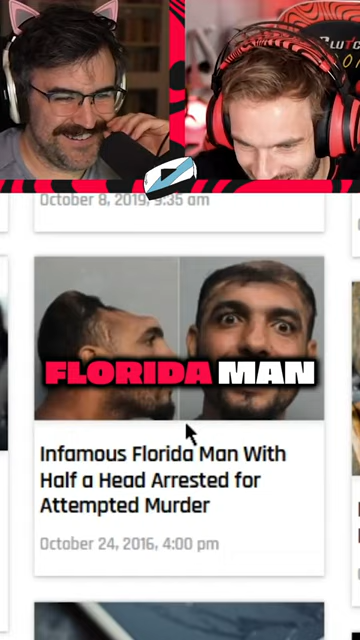 CLUTCH
October 8, 2019, 9:35 am
FLORIDA MAN
Infamous Florida Man With
Half a Head Arrested for
Attempted Murder
October 24, 2016, 4:00 pm